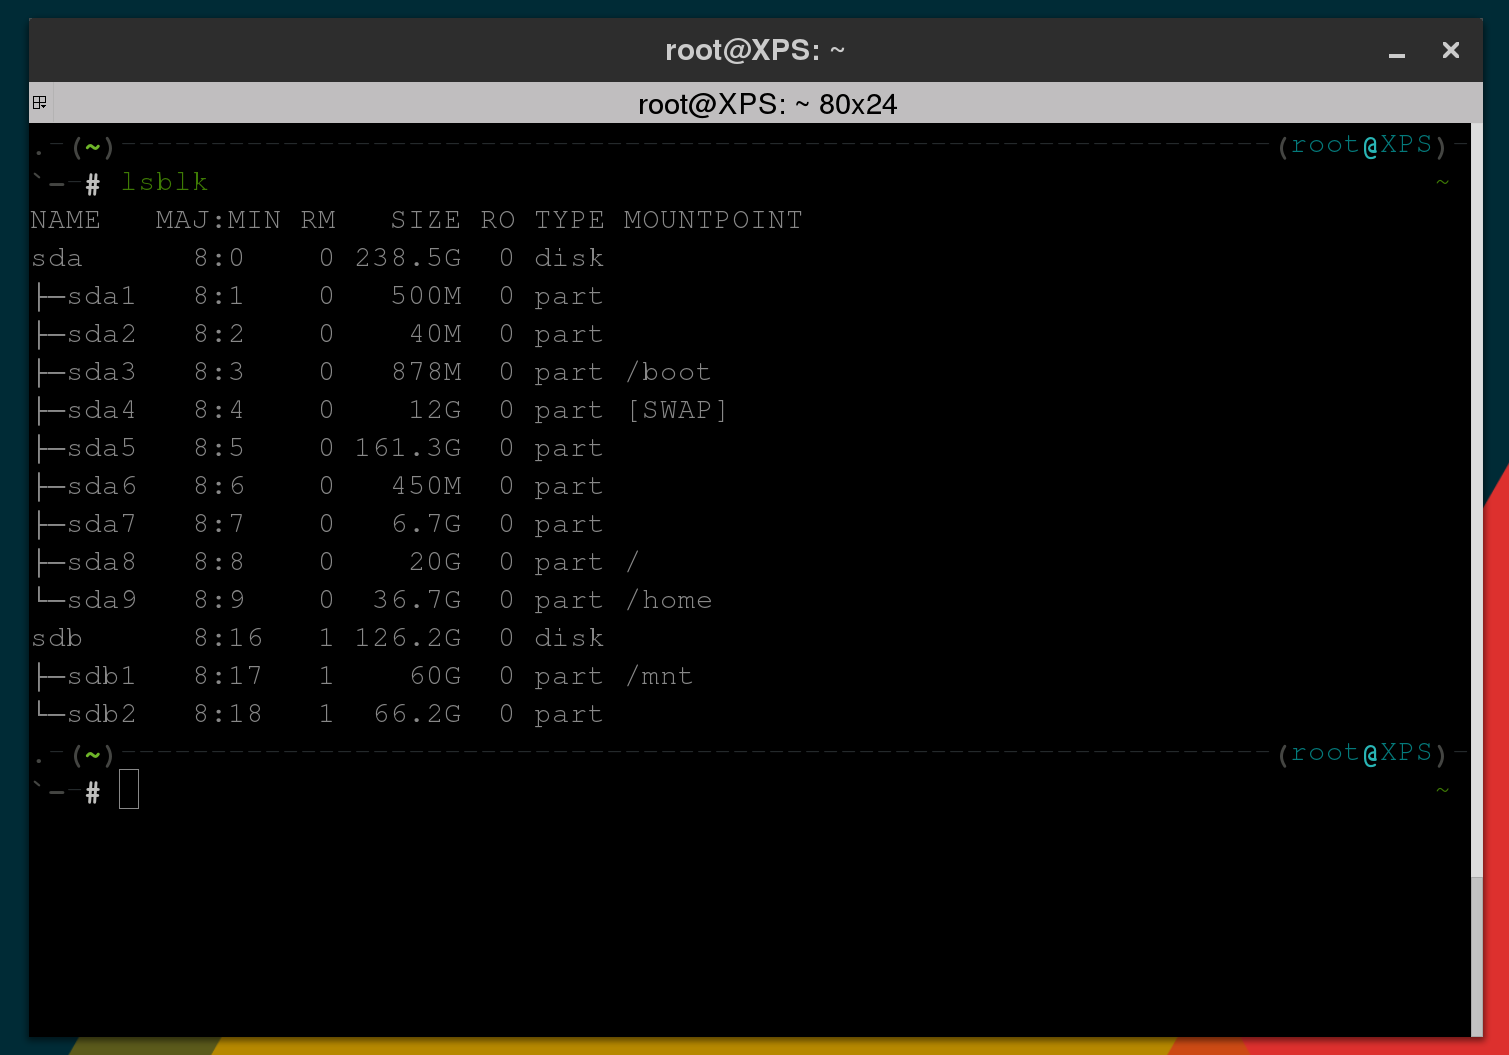 root@XPS: ~
root@XPS: ~ 80x24
.-(~)----------------------------------------------------------------(root@XPS)-
`--# lsblk                                                                    ~
NAME   MAJ:MIN RM   SIZE RO TYPE MOUNTPOINT
sda      8:0    0 238.5G  0 disk
├─sda1   8:1    0   500M  0 part
├─sda2   8:2    0    40M  0 part
├─sda3   8:3    0   878M  0 part /boot
├─sda4   8:4    0    12G  0 part [SWAP]
├─sda5   8:5    0 161.3G  0 part
├─sda6   8:6    0   450M  0 part
├─sda7   8:7    0   6.7G  0 part
├─sda8   8:8    0    20G  0 part /
└─sda9   8:9    0  36.7G  0 part /home
sdb      8:16   1 126.2G  0 disk
├─sdb1   8:17   1    60G  0 part /mnt
└─sdb2   8:18   1  66.2G  0 part
.-(~)----------------------------------------------------------------(root@XPS)-
`--#                                                                          ~